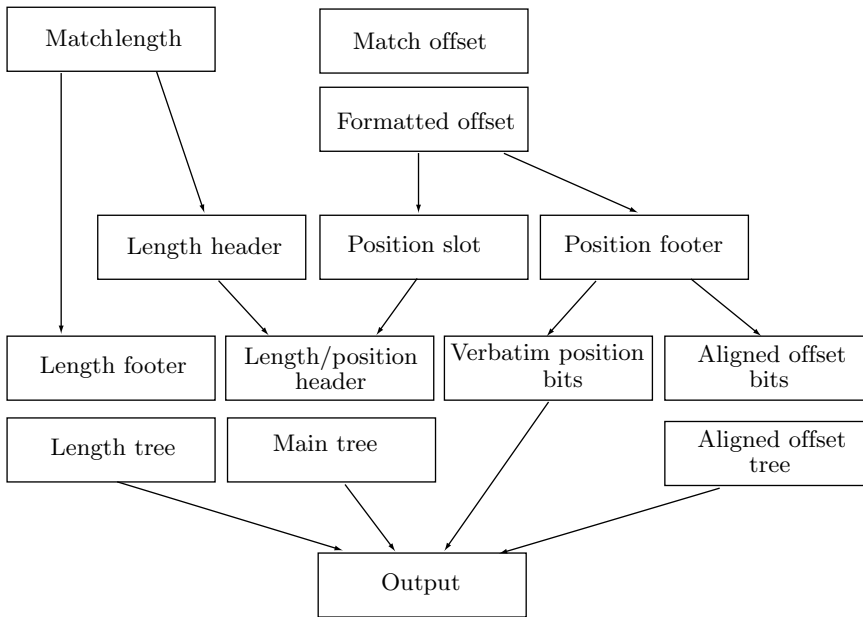 Matchlength
Match offset
Formatted offset
Length header
Position slot
Position footer
Length footer
Length/position
header
Verbatim position
bits
Aligned offset
bits
Length tree
Main tree
Aligned offset
tree
Output